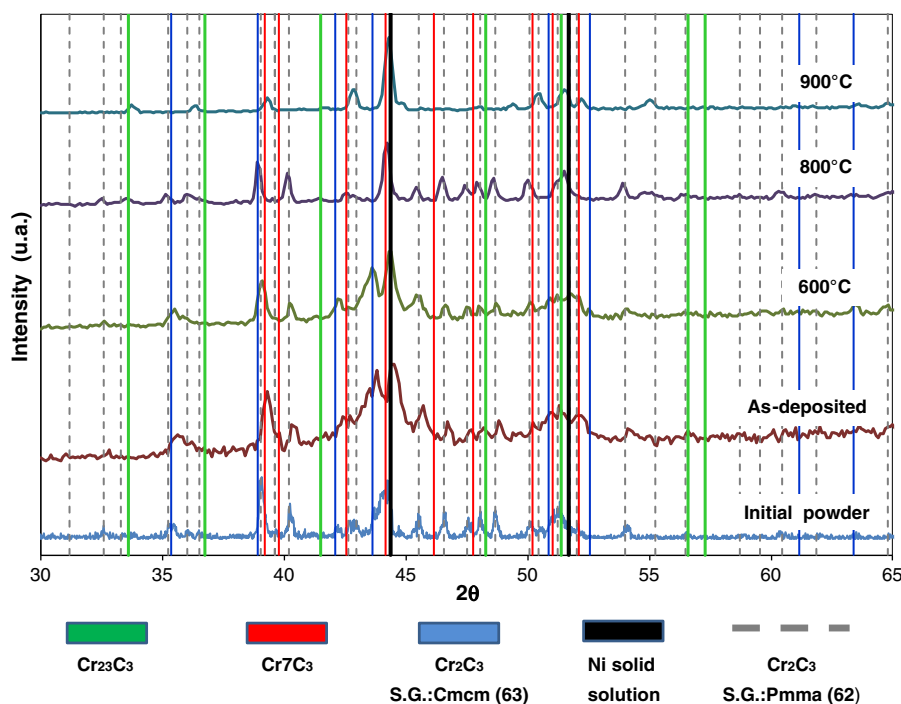 Intensity (u.a.)
900°C
800°C
600°C
As-deposited
Initial powder
30 35 40 45 50 55 60 65
2θ
Cr23C3 Cr7C3 Cr2C3 Ni solid Cr2C3
S.G.:Cmcm (63) solution S.G.:Pmma (62)